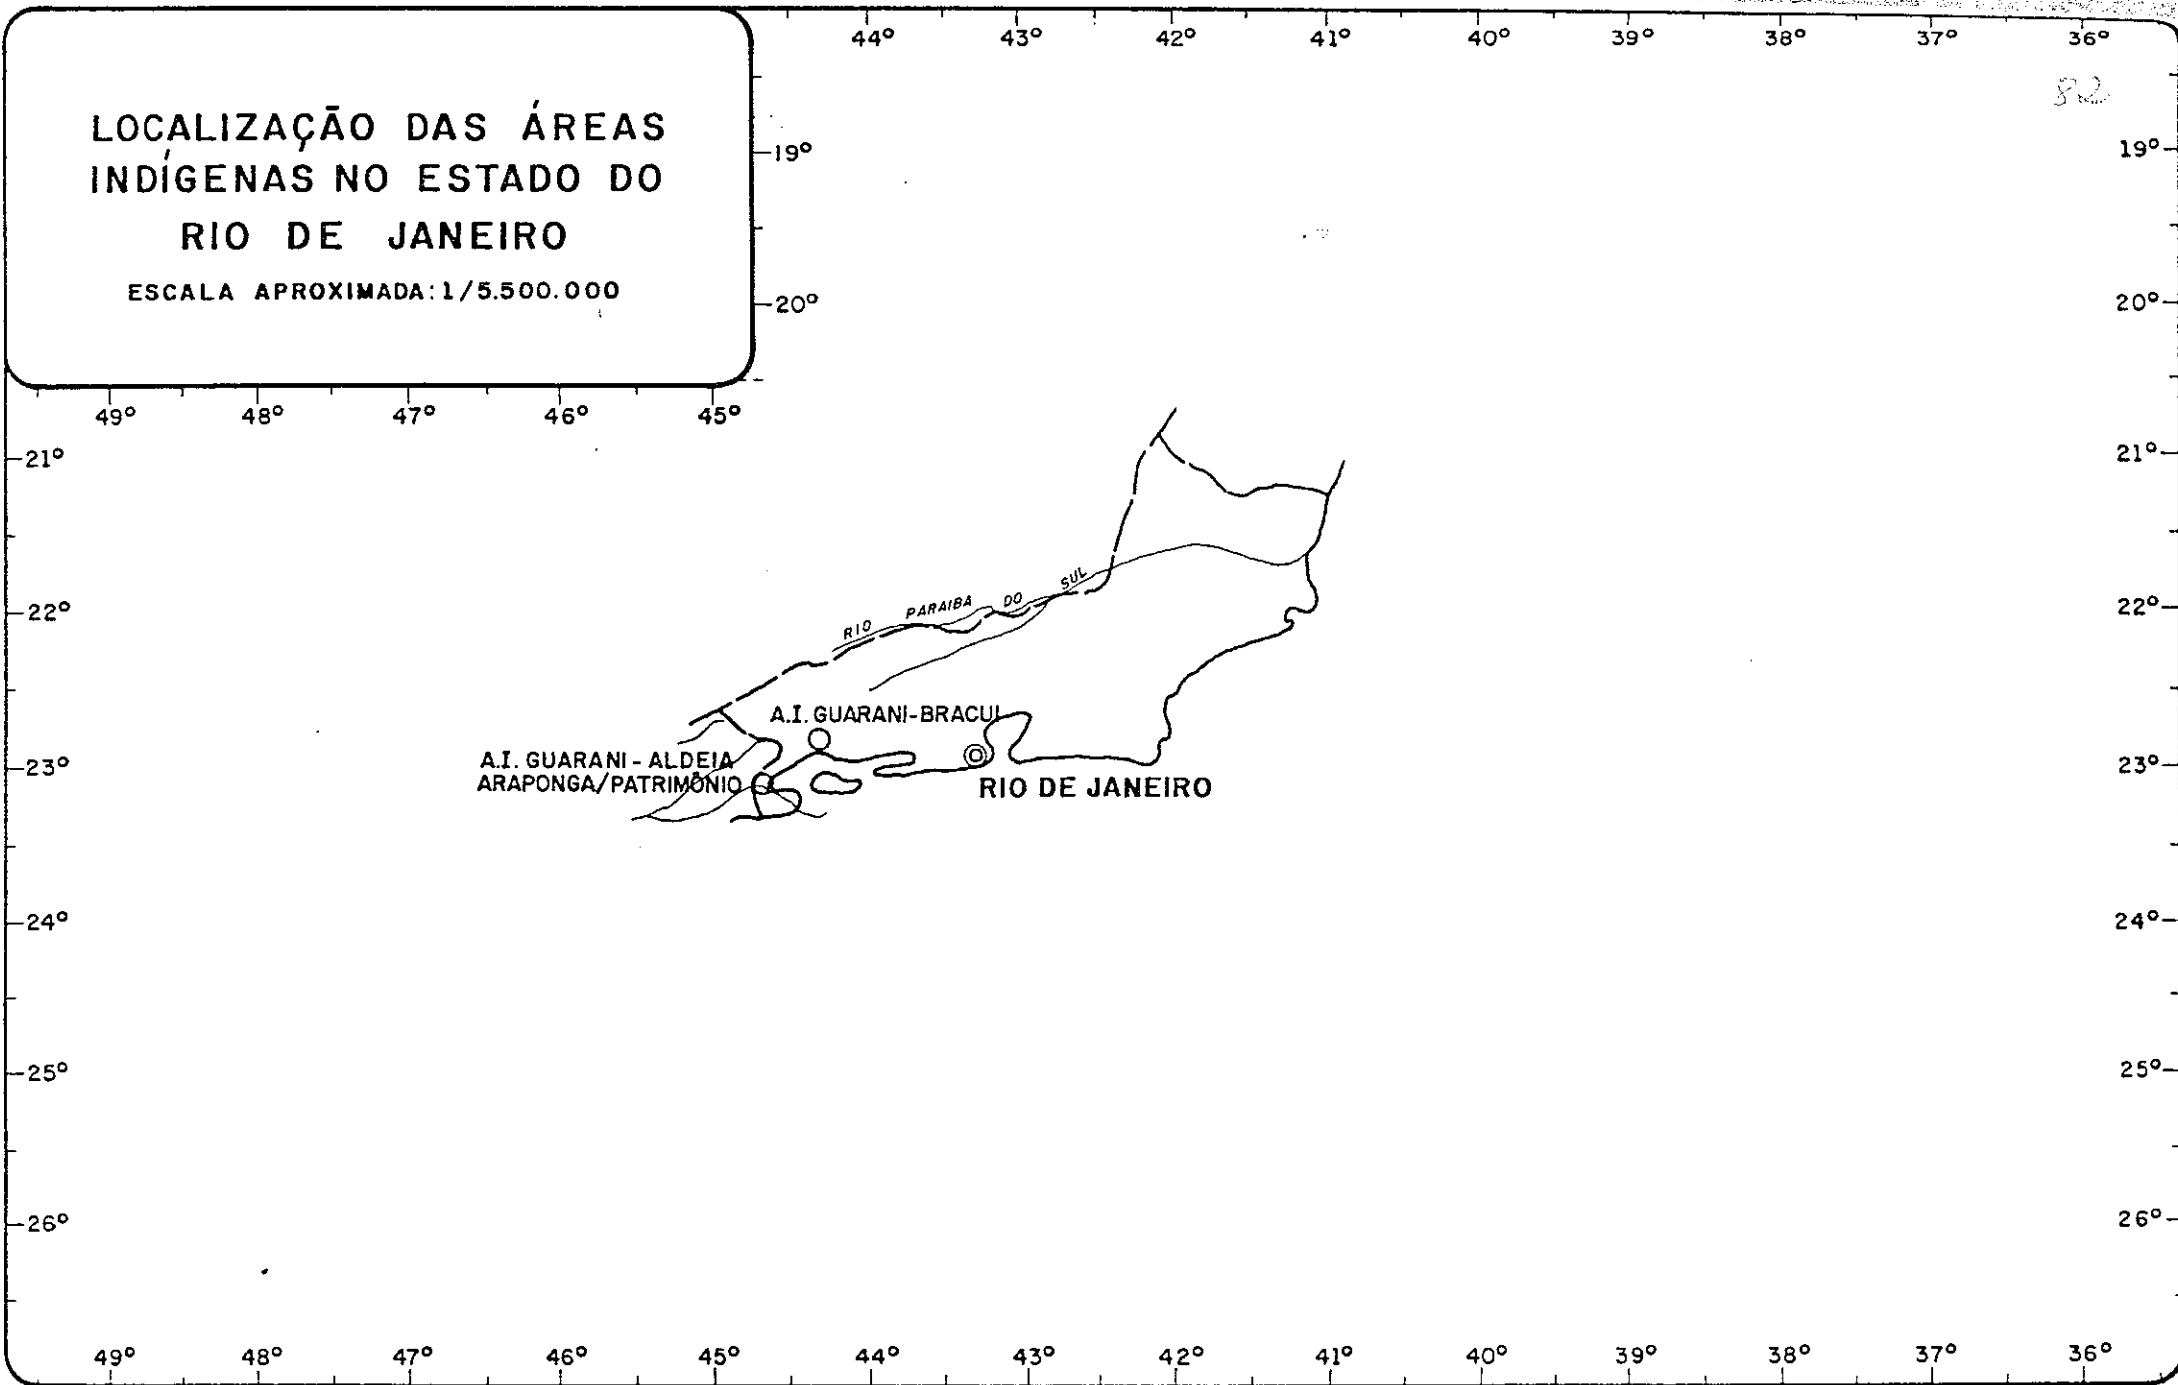 LOCALIZAÇÃO DAS ÁREAS
INDÍGENAS NO ESTADO DO
RIO DE JANEIRO
ESCALA APROXIMADA: 1/5.500.000
44° 43° 42° 41° 40° 39° 38° 37° 36°
82
19° 19°
20° 20°
49° 48° 47° 46° 45°
21° 21°
22° 22°
RIO PARAIBA DO SUL
A.I. GUARANI-BRACUI
A.I. GUARANI - ALDEIA
ARAPONGA/PATRIMÔNIO
RIO DE JANEIRO
23° 23°
24° 24°
25° 25°
26° 26°
49° 48° 47° 46° 45° 44° 43° 42° 41° 40° 39° 38° 37° 36°